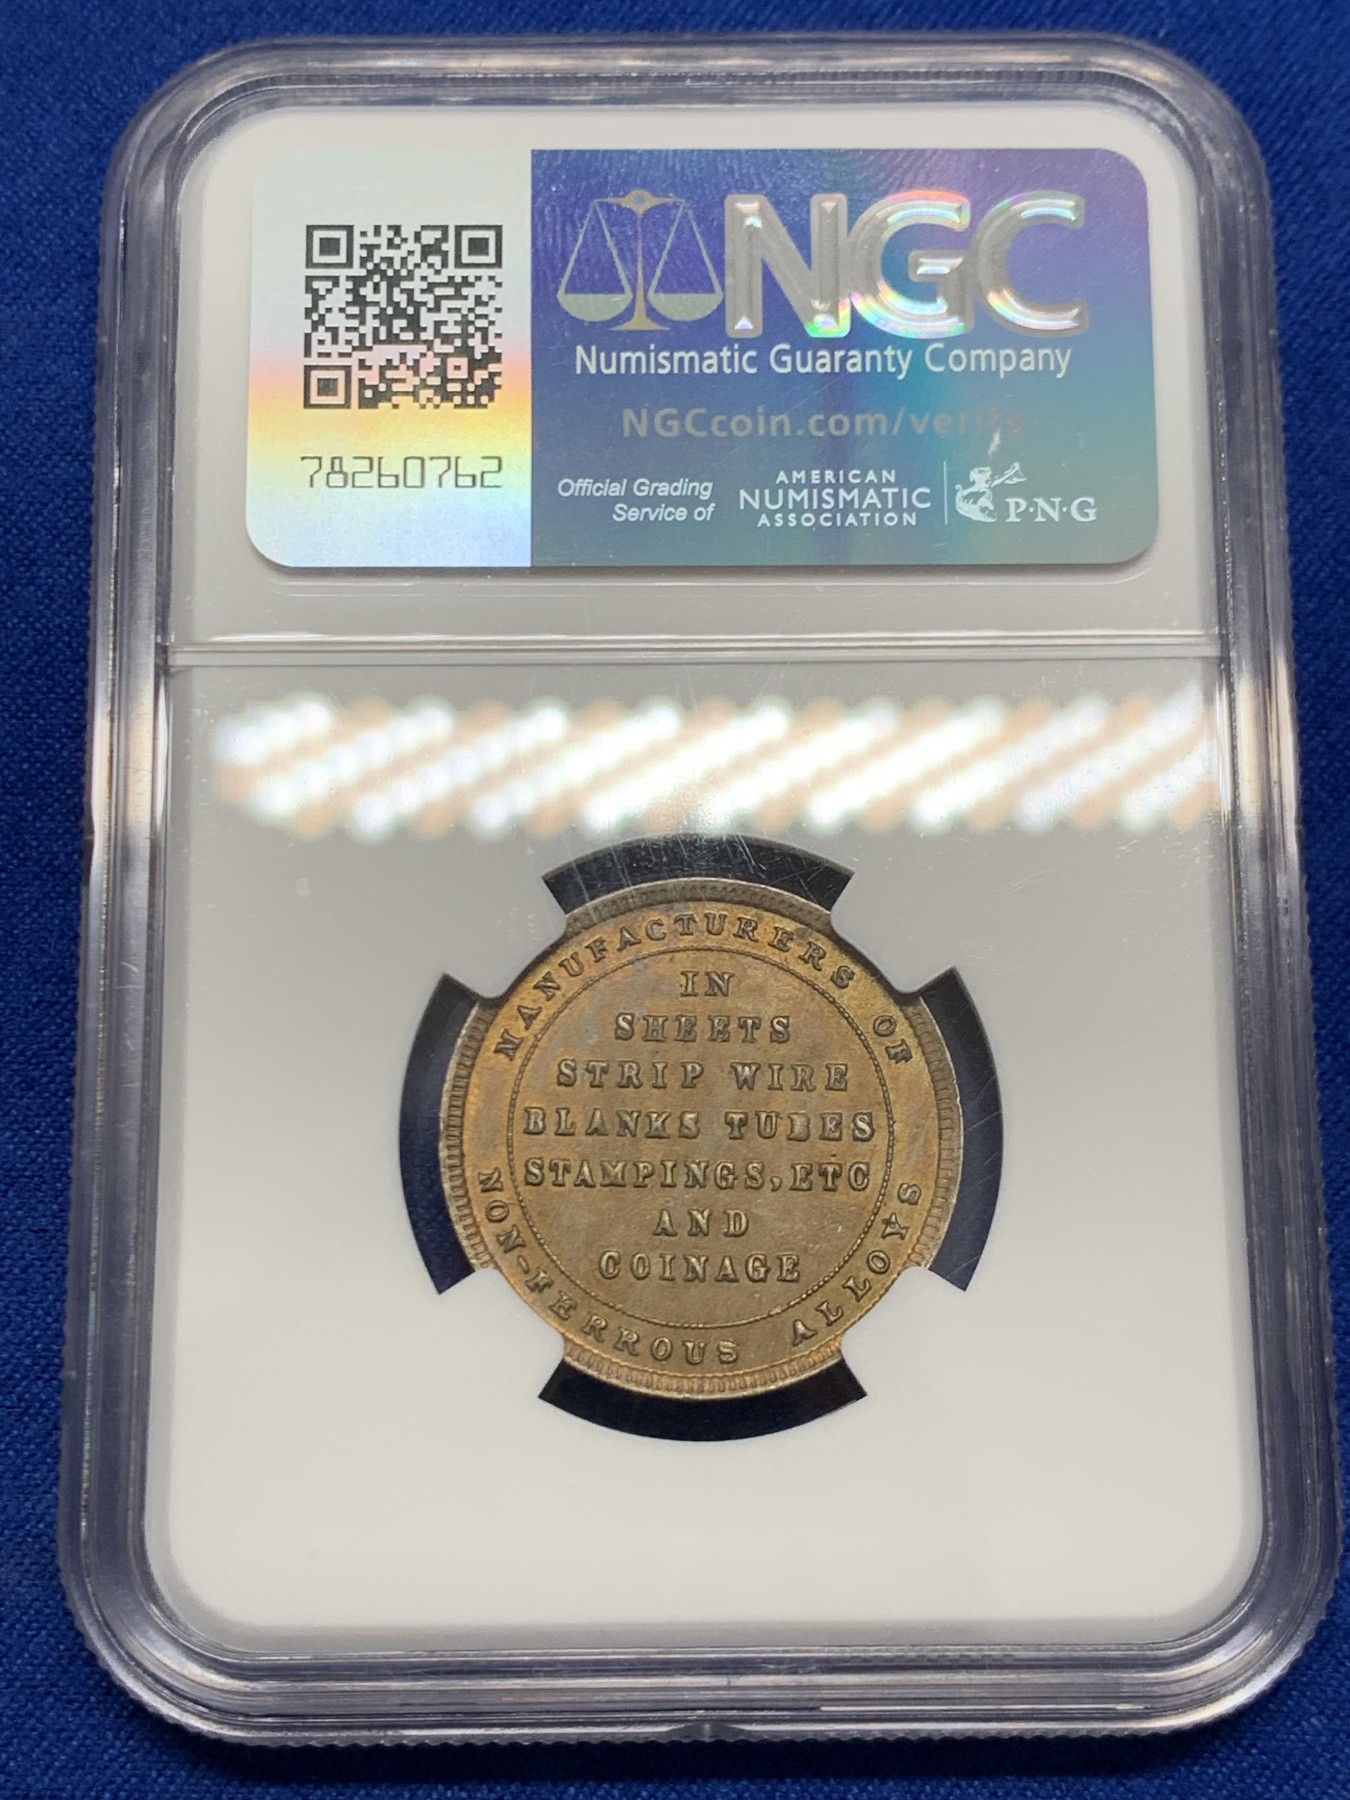 NGC
Numismatic Guaranty Company
NGCcoin.com/verify
78260762
Official Grading
Service of
AMERICAN
NUMISMATIC
ASSOCIATION
P·N·G
MANUFACTURERS OF
NON-FERROUS ALLOYS
IN
SHEETS
STRIP WIRE
BLANKS TUBES
STAMPINGS, ETC
AND
COINAGE